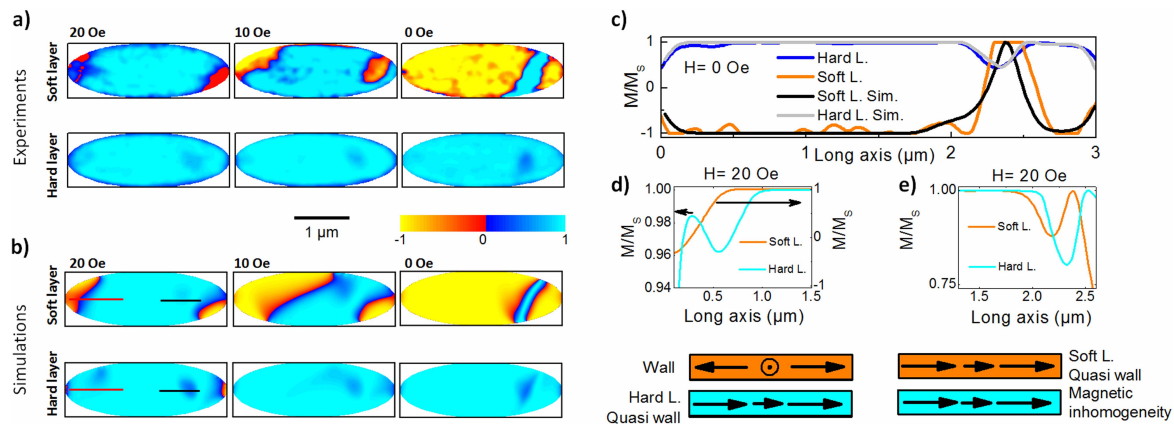 a)
20 Oe
10 Oe
0 Oe
Experiments
Soft layer
Hard layer
1 µm
-1
0
1
b)
20 Oe
10 Oe
0 Oe
Simulations
Soft layer
Hard layer
c)
M/MS
1
0
-1
H= 0 Oe
Hard L.
Soft L.
Soft L. Sim.
Hard L. Sim.
0
1
2
3
Long axis (µm)
d)
H= 20 Oe
M/MS
1.00
0.98
0.96
0.94
1
0
-1
M/MS
Soft L.
Hard L.
0.5
1.0
1.5
Long axis (µm)
e)
H= 20 Oe
M/MS
1.00
0.75
Soft L.
Hard L.
1.5
2.0
2.5
Long axis (µm)
Wall
Hard L.
Quasi wall
Soft L.
Quasi wall
Magnetic
inhomogeneity